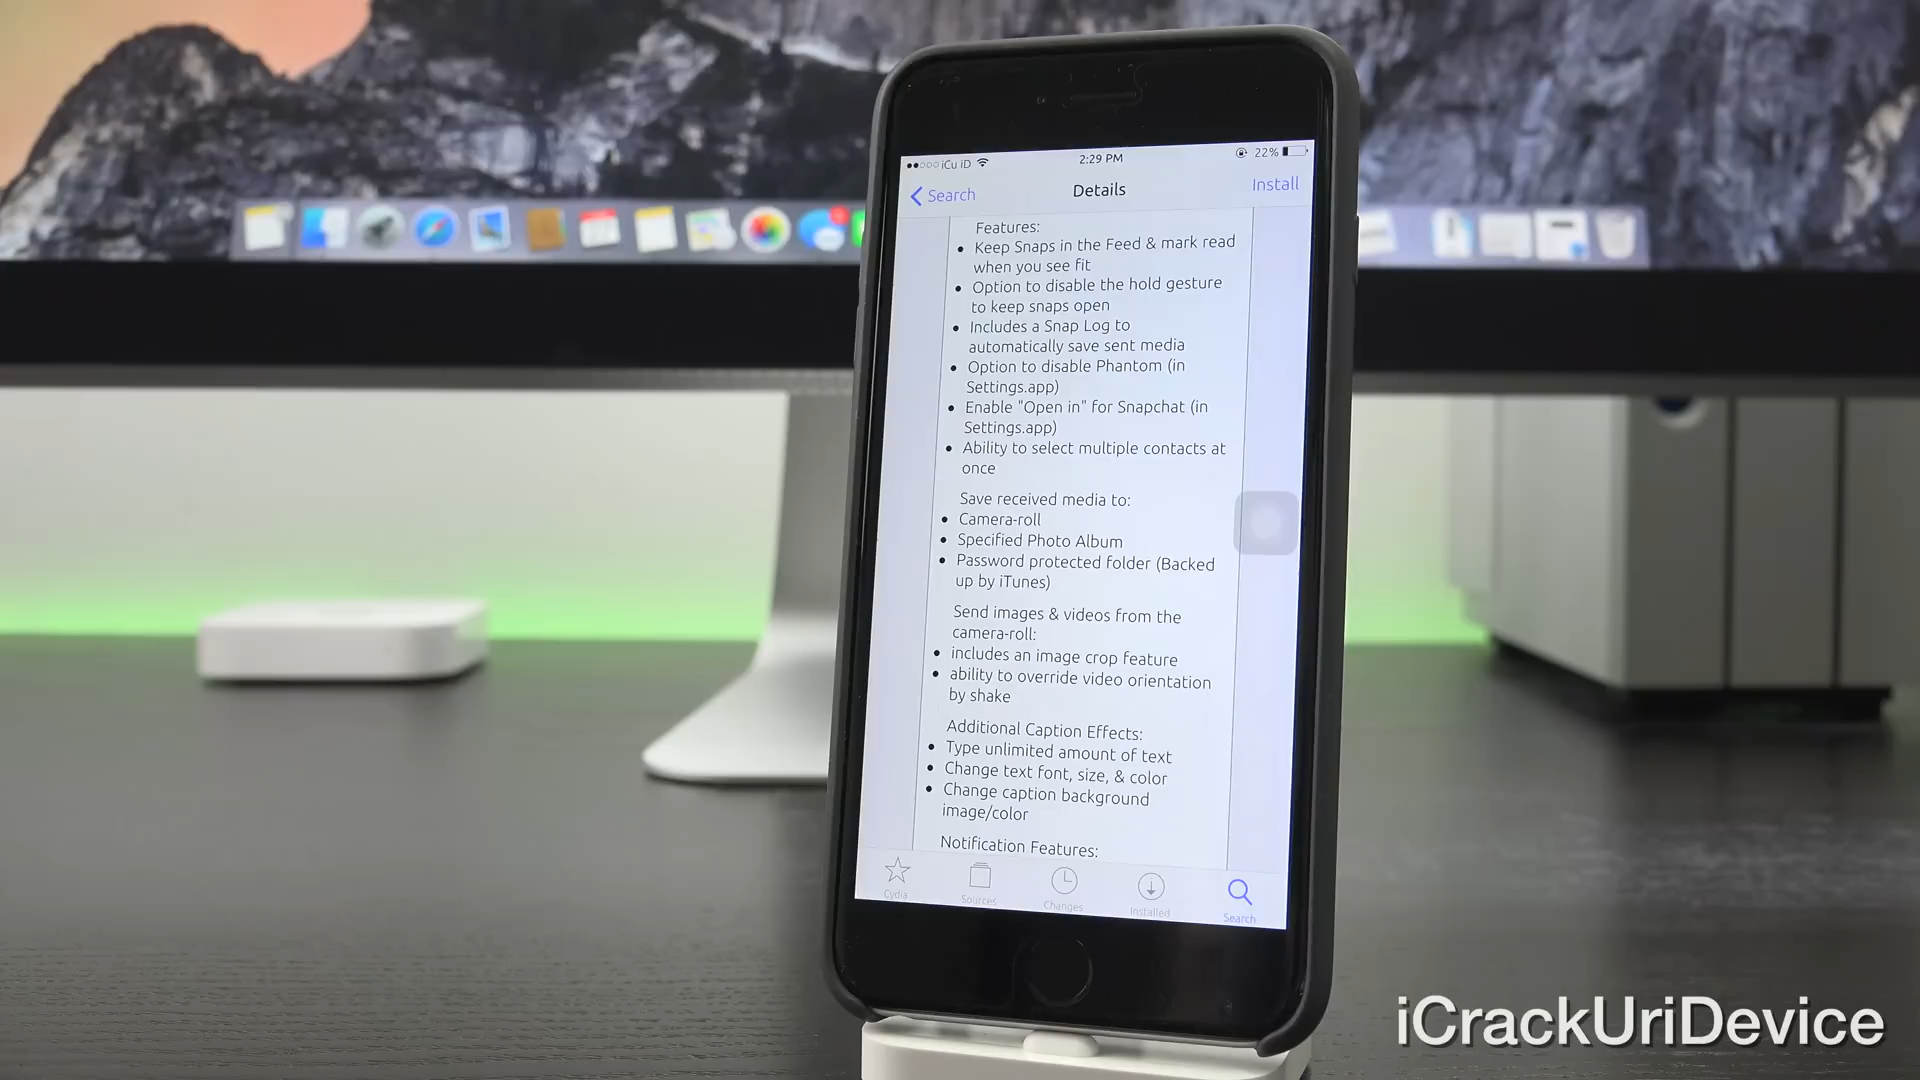 iCu iD 2:29 PM 22%
Search Details Install
Features:
Keep Snaps in the Feed & mark read
when you see fit
Option to disable the hold gesture
to keep snaps open
Includes a Snap Log to
automatically save sent media
Option to disable Phantom (in
Settings.app)
Enable "Open in" for Snapchat (in
Settings.app)
Ability to select multiple contacts at
once
Save received media to:
Camera-roll
Specified Photo Album
Password protected folder (Backed
up by iTunes)
Send images & videos from the
camera-roll:
includes an image crop feature
ability to override video orientation
by shake
Additional Caption Effects:
Type unlimited amount of text
Change text font, size, & color
Change caption background
image/color
Notification Features:
Cydia Sources Changes Installed Search
iCrackUriDevice